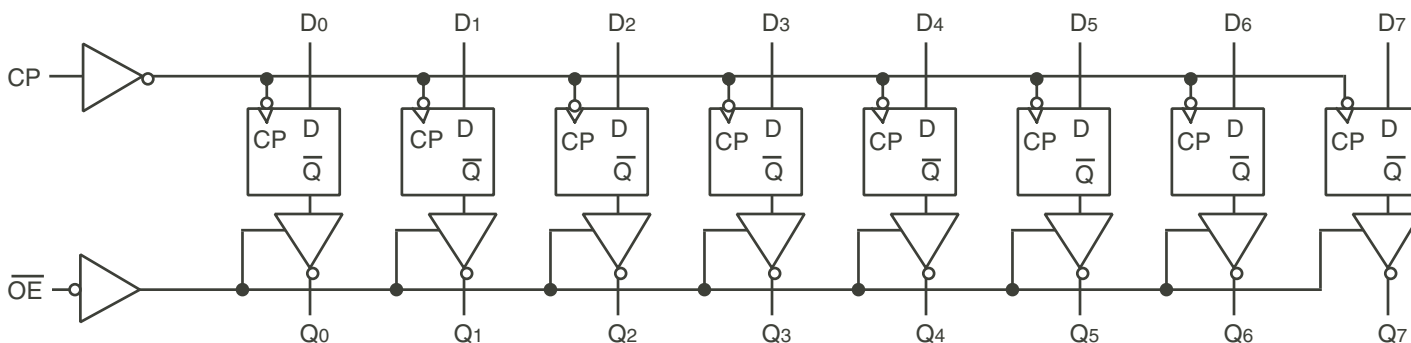 D0 D1 D2 D3 D4 D5 D6 D7
CP
CP D CP D CP D CP D CP D CP D CP D CP D
Q̅ Q̅ Q̅ Q̅ Q̅ Q̅ Q̅ Q̅
O̅E̅
Q0 Q1 Q2 Q3 Q4 Q5 Q6 Q7